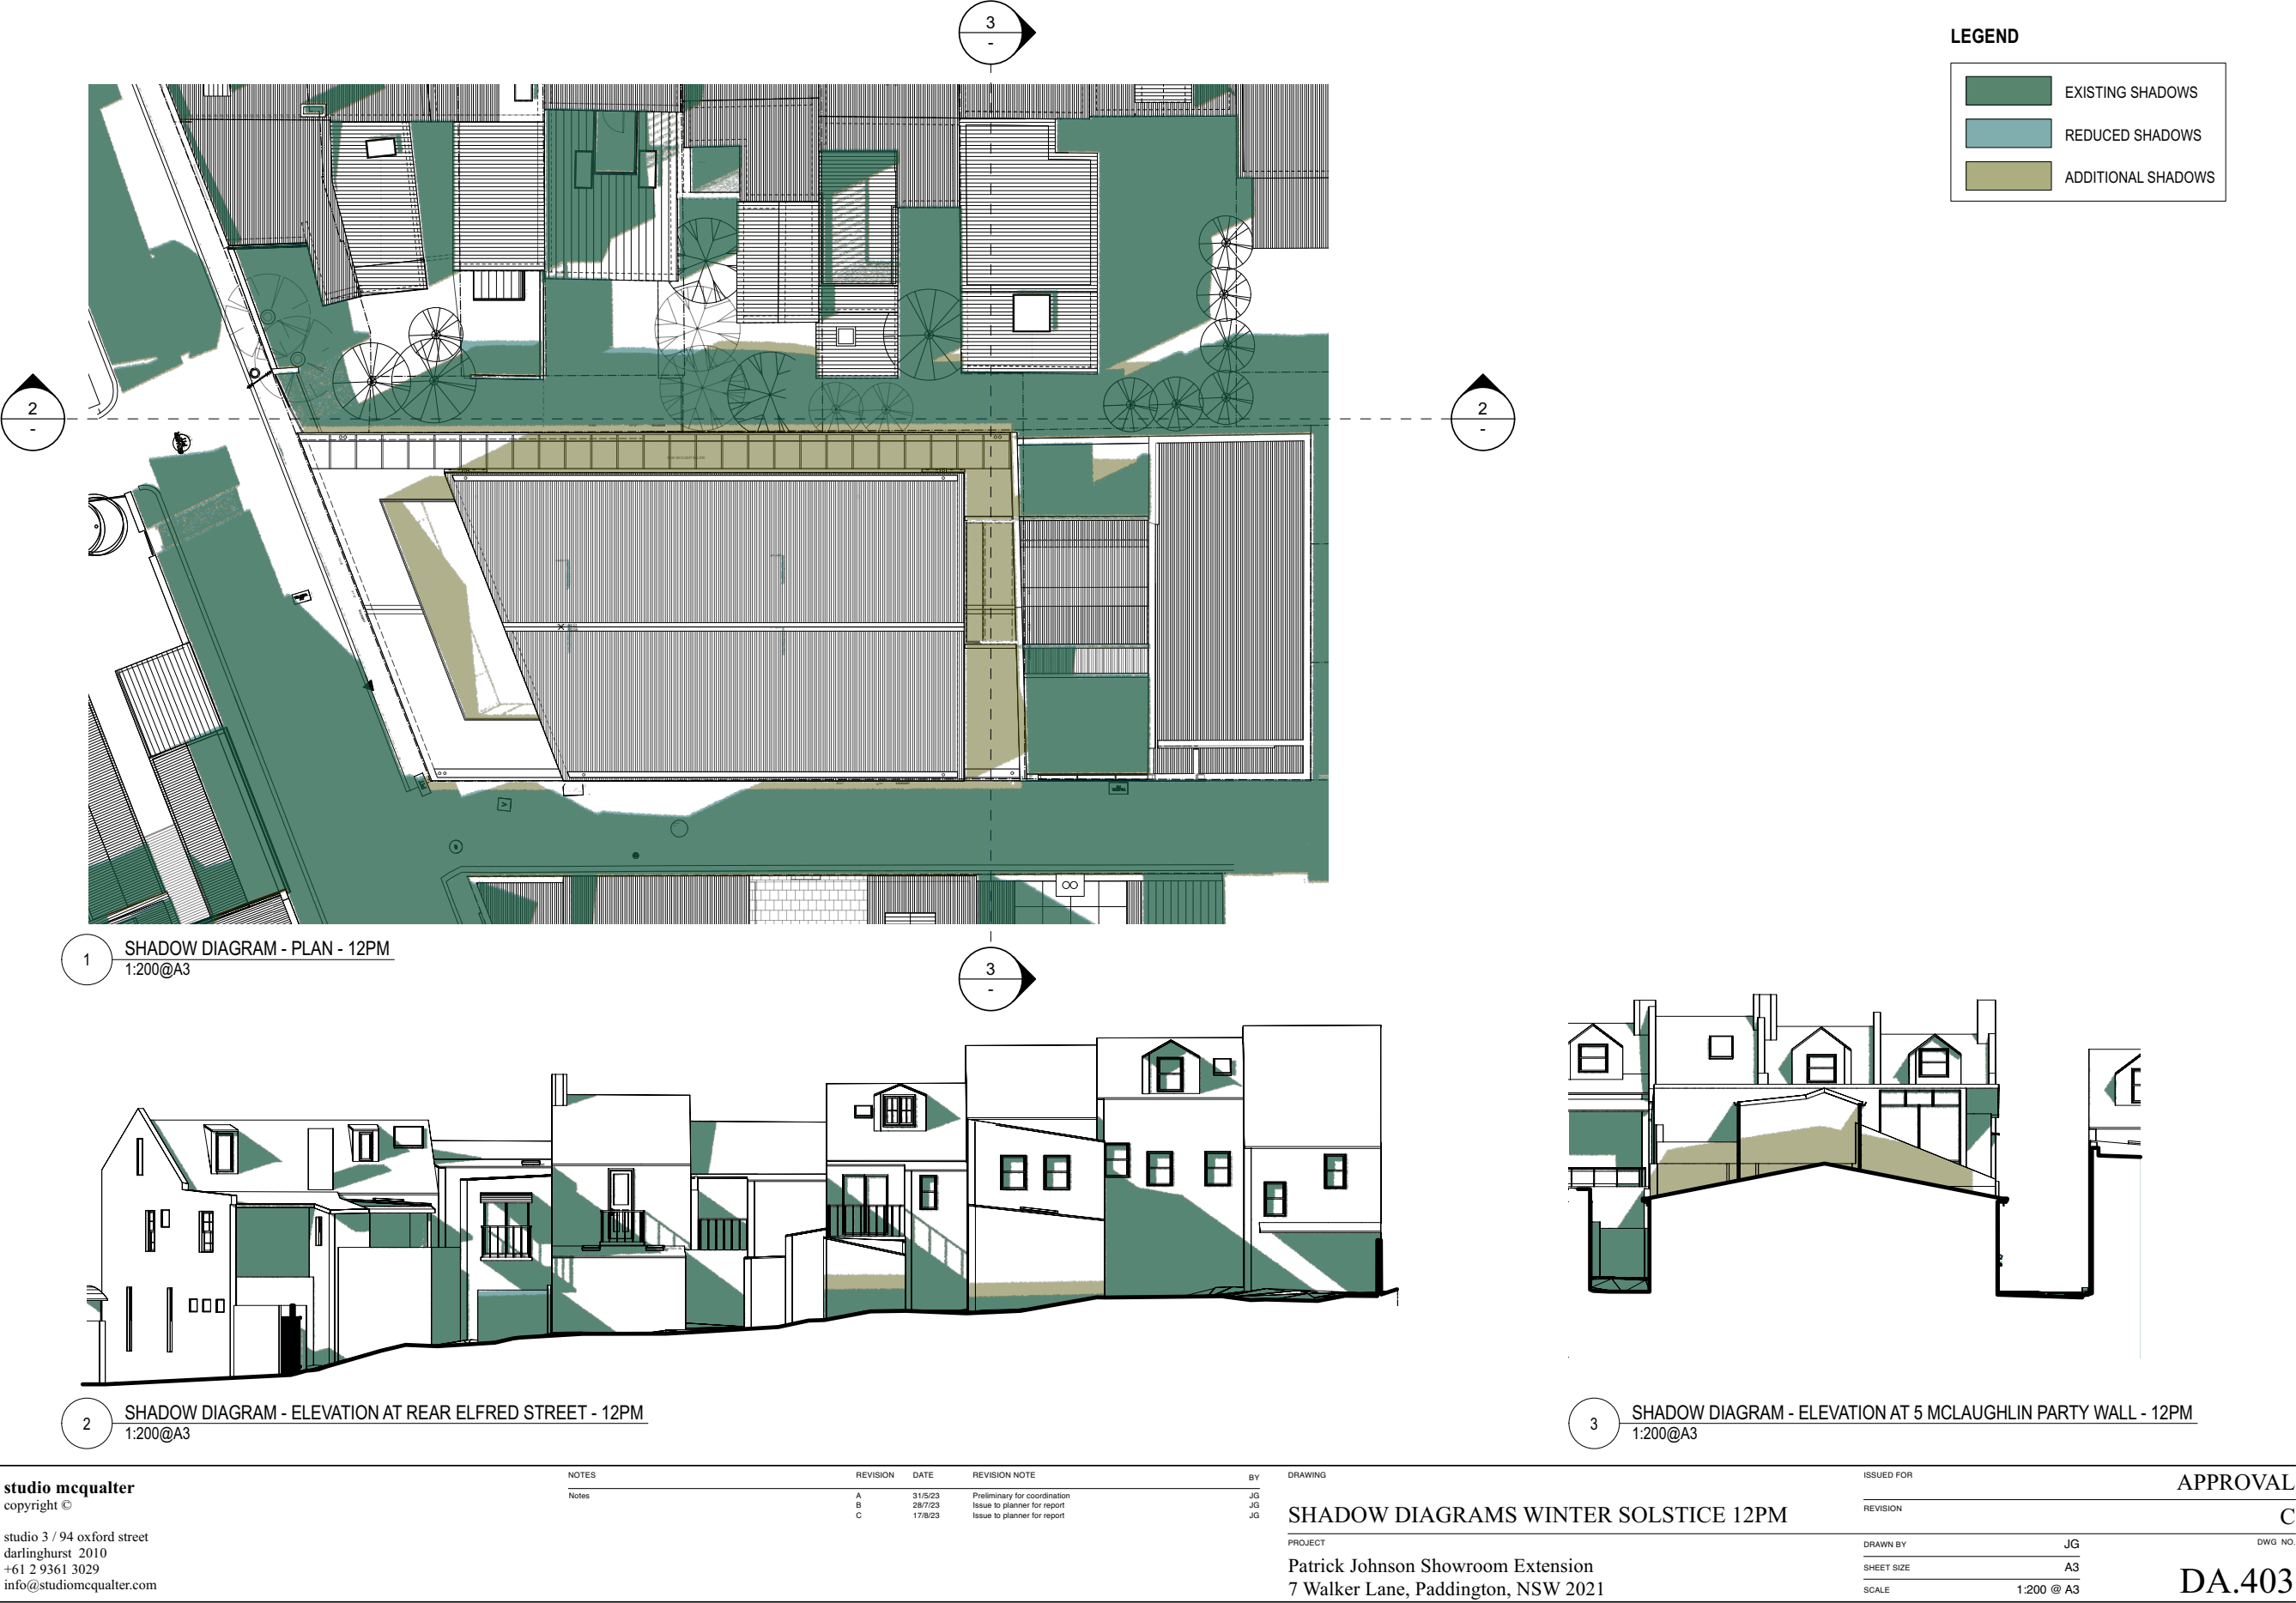 3
-
LEGEND
EXISTING SHADOWS
REDUCED SHADOWS
ADDITIONAL SHADOWS
2
-
2
-
1
SHADOW DIAGRAM - PLAN - 12PM
1:200@A3
3
-
2
SHADOW DIAGRAM - ELEVATION AT REAR ELFRED STREET - 12PM
1:200@A3
3
SHADOW DIAGRAM - ELEVATION AT 5 MCLAUGHLIN PARTY WALL - 12PM
1:200@A3
studio mcqualter
copyright ©
studio 3 / 94 oxford street
darlinghurst 2010
+61 2 9361 3029
info@studiomcqualter.com
NOTES
Notes
REVISION DATE REVISION NOTE BY
A 31/5/23 Preliminary for coordination JG
B 28/7/23 Issue to planner for report JG
C 17/8/23 Issue to planner for report JG
DRAWING
SHADOW DIAGRAMS WINTER SOLSTICE 12PM
PROJECT
Patrick Johnson Showroom Extension
7 Walker Lane, Paddington, NSW 2021
ISSUED FOR APPROVAL
REVISION C
DRAWN BY JG
SHEET SIZE A3
SCALE 1:200 @ A3
DWG NO.
DA.403